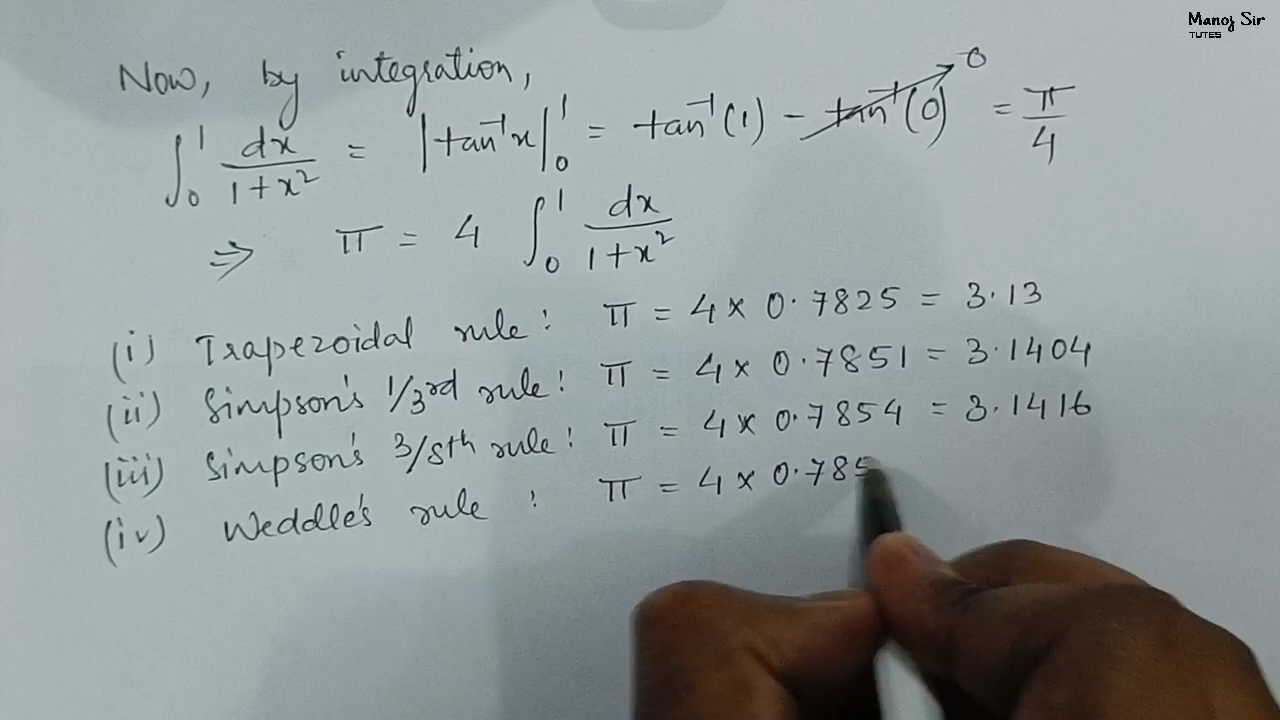 Manoj Sir
TUTES
Now, by integration,
∫₀¹ dx/(1+x²) = |tan⁻¹x|₀¹ = tan⁻¹(1) - tan⁻¹(0) → 0 = π/4
⇒ π = 4 ∫₀¹ dx/(1+x²)
(i) Trapezoidal rule: π = 4 × 0.7825 = 3.13
(ii) Simpson's 1/3rd rule: π = 4 × 0.7851 = 3.1404
(iii) Simpson's 3/8th rule: π = 4 × 0.7854 = 3.1416
(iv) Weddle's rule: π = 4 × 0.785